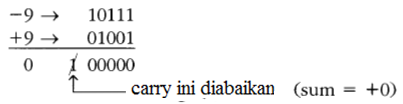 −9 → 10111
+9 → 01001
0 1 00000
carry ini diabaikan (sum = +0)